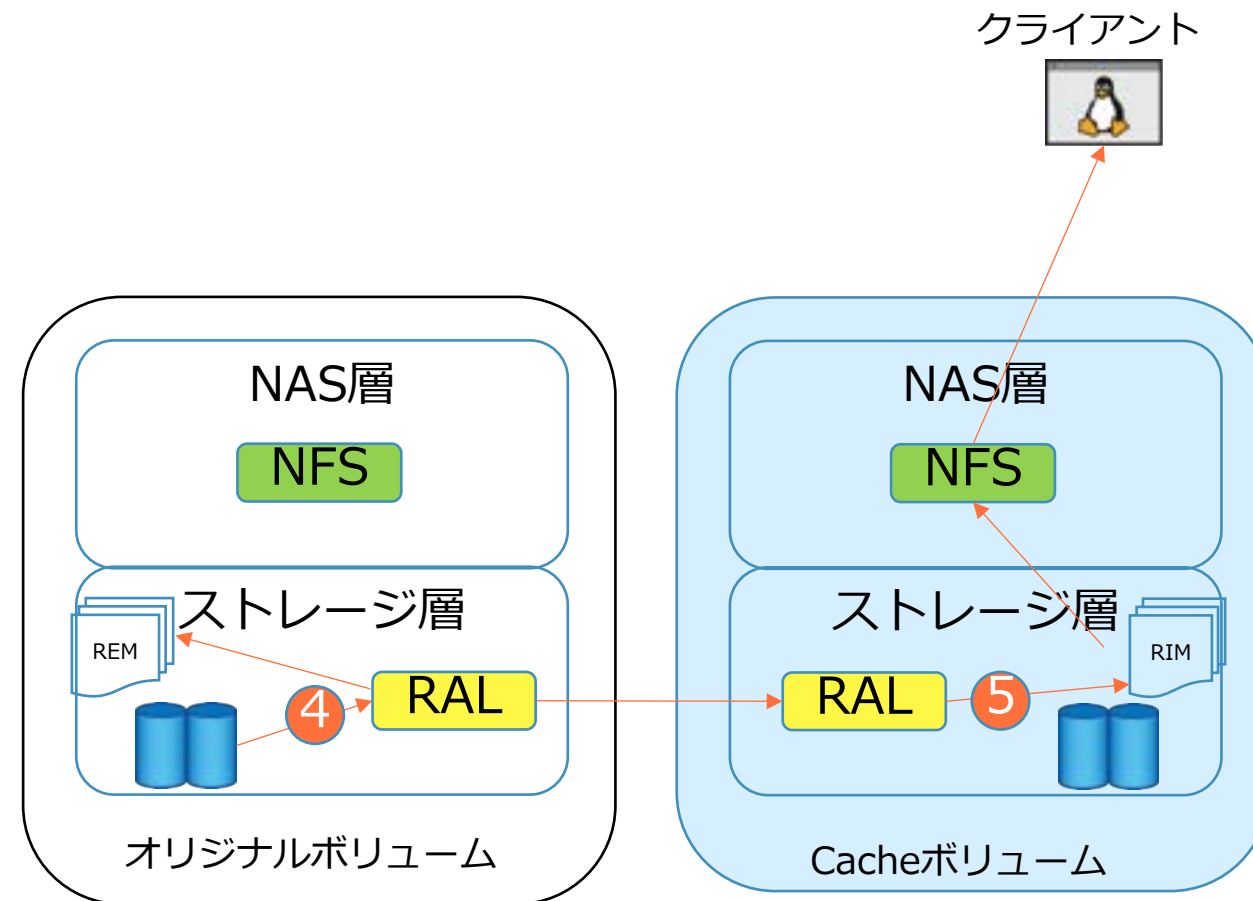 クライアント
NAS層
NFS
ストレージ層
REM
4
RAL
オリジナルボリューム
NAS層
NFS
ストレージ層
RIM
RAL
5
Cacheボリューム